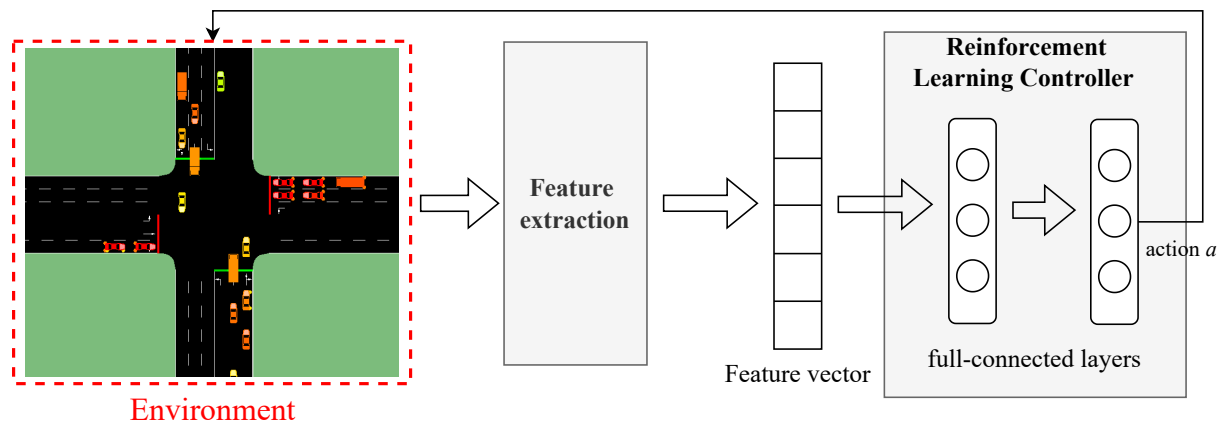 Environment
Feature
extraction
Feature vector
Reinforcement
Learning Controller
full-connected layers
action a